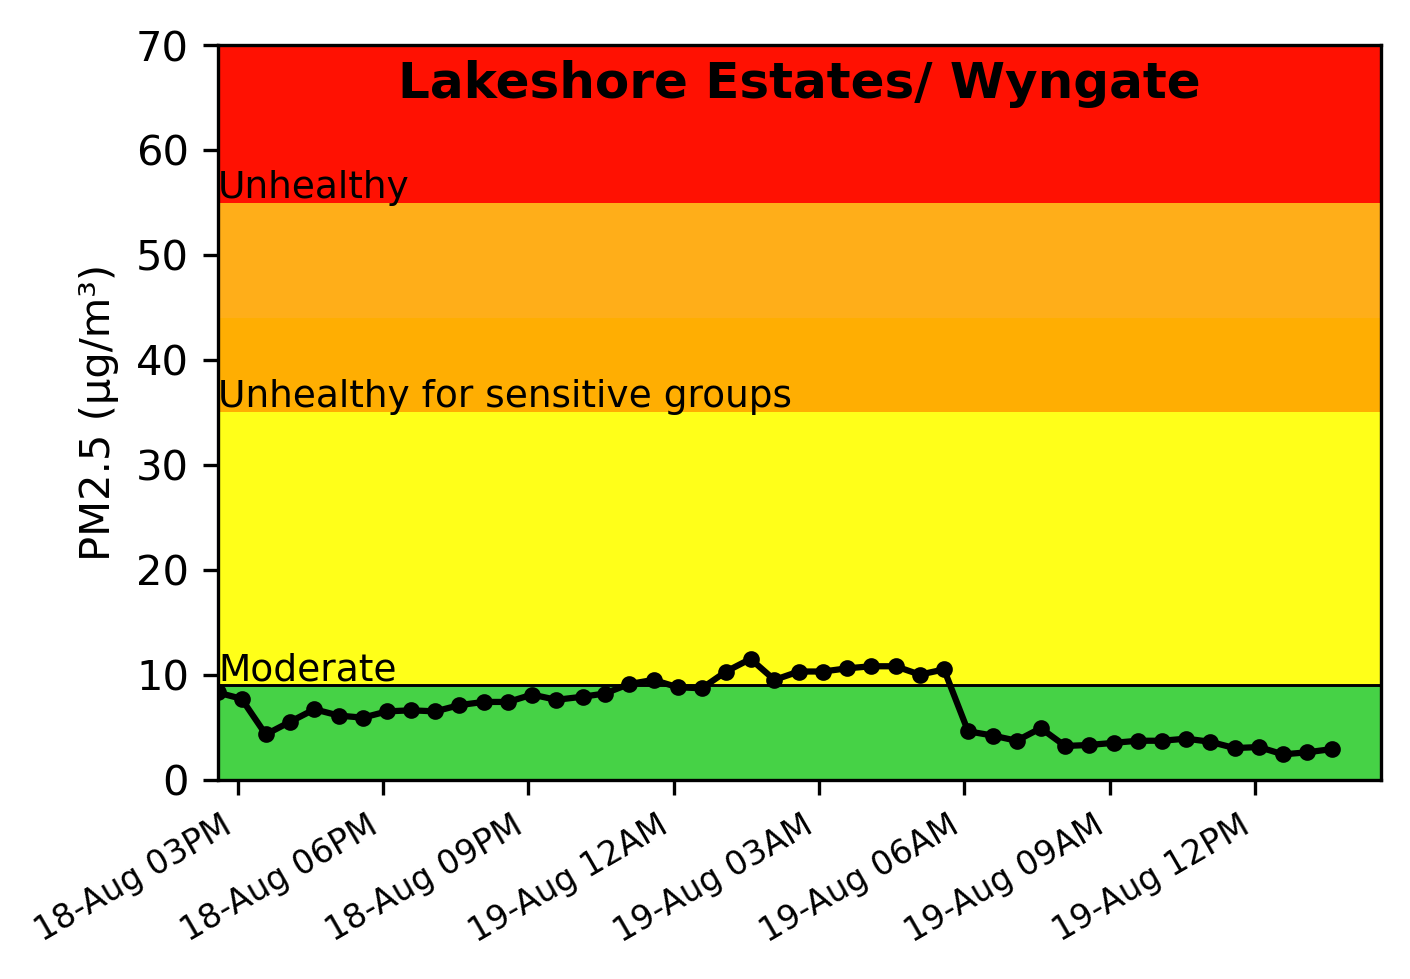 Lakeshore Estates/ Wyngate
PM2.5 (µg/m³)
70
60
50
40
30
20
10
0
Unhealthy
Unhealthy for sensitive groups
Moderate
18-Aug 03PM
18-Aug 06PM
18-Aug 09PM
19-Aug 12AM
19-Aug 03AM
19-Aug 06AM
19-Aug 09AM
19-Aug 12PM